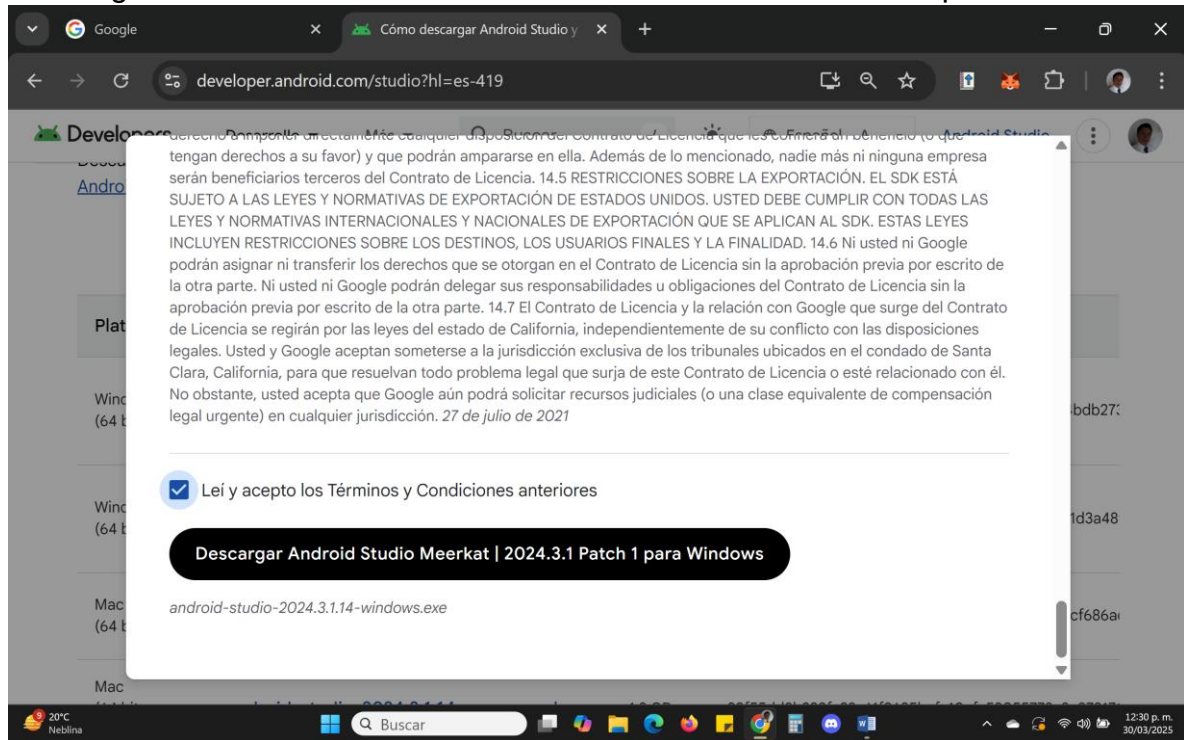 Google
Cómo descargar Android Studio y
developer.android.com/studio?hl=es-419
Developers
Desarrolla
Más
Buscar
Español
Android Studio
tengan derechos a su favor) y que podrán ampararse en ella. Además de lo mencionado, nadie más ni ninguna empresa
Andro
serán beneficiarios terceros del Contrato de Licencia. 14.5 RESTRICCIONES SOBRE LA EXPORTACIÓN. EL SDK ESTÁ
SUJETO A LAS LEYES Y NORMATIVAS DE EXPORTACIÓN DE ESTADOS UNIDOS. USTED DEBE CUMPLIR CON TODAS LAS
LEYES Y NORMATIVAS INTERNACIONALES Y NACIONALES DE EXPORTACIÓN QUE SE APLICAN AL SDK. ESTAS LEYES
INCLUYEN RESTRICCIONES SOBRE LOS DESTINOS, LOS USUARIOS FINALES Y LA FINALIDAD. 14.6 Ni usted ni Google
podrán asignar ni transferir los derechos que se otorgan en el Contrato de Licencia sin la aprobación previa por escrito de
la otra parte. Ni usted ni Google podrán delegar sus responsabilidades u obligaciones del Contrato de Licencia sin la
aprobación previa por escrito de la otra parte. 14.7 El Contrato de Licencia y la relación con Google que surge del Contrato
de Licencia se regirán por las leyes del estado de California, independientemente de su conflicto con las disposiciones
legales. Usted y Google aceptan someterse a la jurisdicción exclusiva de los tribunales ubicados en el condado de Santa
Clara, California, para que resuelvan todo problema legal que surja de este Contrato de Licencia o esté relacionado con él.
No obstante, usted acepta que Google aún podrá solicitar recursos judiciales (o una clase equivalente de compensación
legal urgente) en cualquier jurisdicción. 27 de julio de 2021
Plat
Winc
(64 b
bdb27
Leí y acepto los Términos y Condiciones anteriores
Winc
(64 b
1d3a48
Descargar Android Studio Meerkat | 2024.3.1 Patch 1 para Windows
android-studio-2024.3.1.14-windows.exe
Mac
(64 b
cf686a
Mac
20°C
Neblina
Buscar
12:30 p. m.
30/03/2025